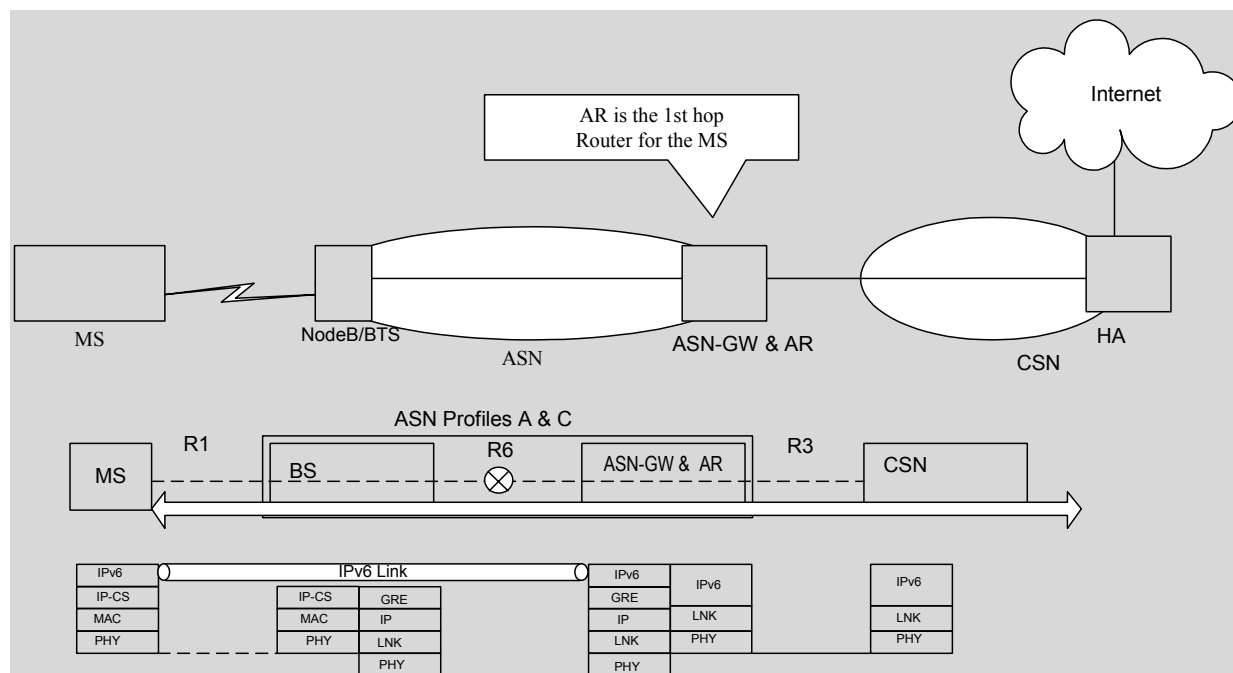 Internet
AR is the 1st hop
Router for the MS
MS
NodeB/BTS
ASN
ASN-GW & AR
CSN
HA
ASN Profiles A & C
R1
R6
R3
MS
BS
ASN-GW & AR
CSN
IPv6 Link
IPv6
IP-CS
MAC
PHY
IP-CS
MAC
PHY
GRE
IP
LNK
PHY
IPv6
GRE
IP
LNK
PHY
IPv6
LNK
PHY
IPv6
LNK
PHY